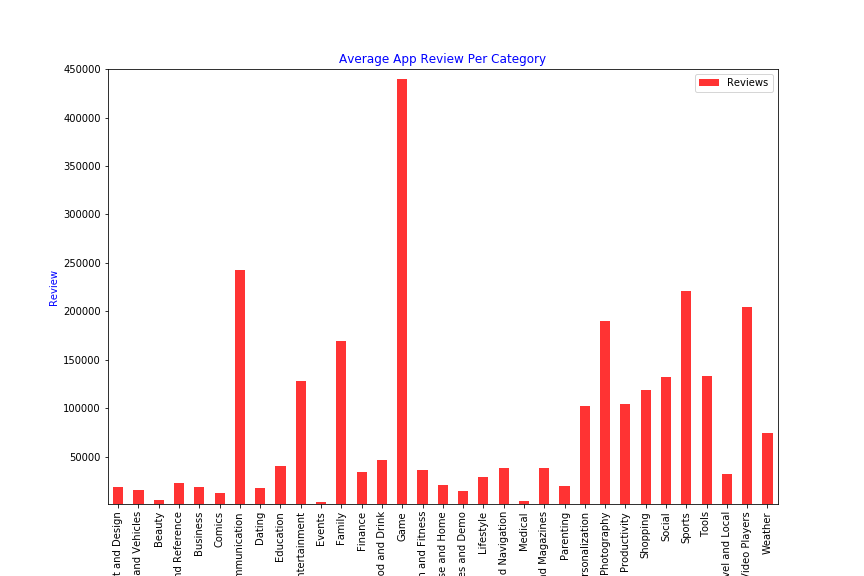 Average App Review Per Category
Reviews
Review
450000
400000
350000
300000
250000
200000
150000
100000
50000
t and Design
and Vehicles
Beauty
nd Reference
Business
Comics
mmunication
Dating
Education
ntertainment
Events
Family
Finance
od and Drink
Game
n and Fitness
se and Home
es and Demo
Lifestyle
d Navigation
Medical
nd Magazines
Parenting
rsonalization
Photography
Productivity
Shopping
Social
Sports
Tools
vel and Local
Video Players
Weather